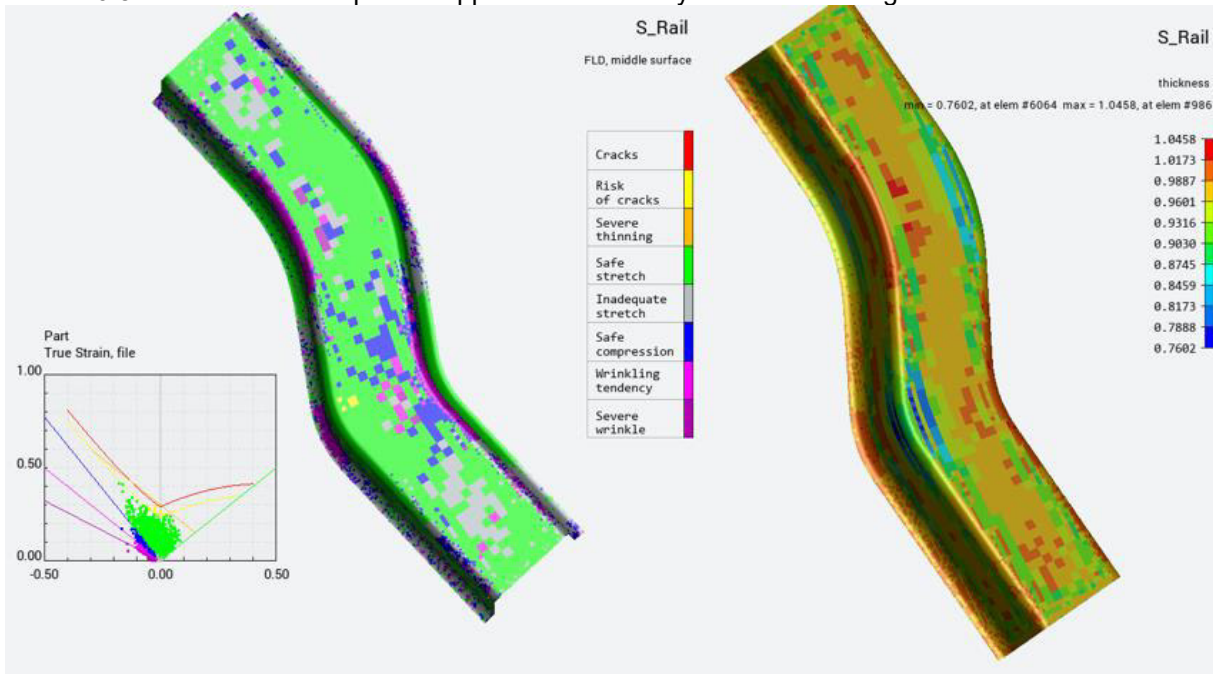 S_Rail
FLD, middle surface
Cracks
Risk
of cracks
Severe
thinning
Safe
stretch
Inadequate
stretch
Safe
compression
Wrinkling
tendency
Severe
wrinkle
Part
True Strain, file
1.00
0.50
0.00
-0.50 0.00 0.50
S_Rail
thickness
min = 0.7602, at elem #6064 max = 1.0458, at elem #986
1.0458
1.0173
0.9887
0.9601
0.9316
0.9030
0.8745
0.8459
0.8173
0.7888
0.7602